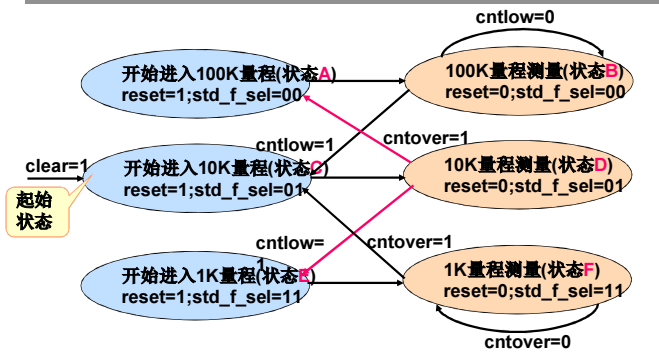 cntlow=0
开始进入100K量程(状态A)
reset=1;std_f_sel=00
100K量程测量(状态B)
reset=0;std_f_sel=00
cntlow=1
cntover=1
clear=1
起始
状态
开始进入10K量程(状态C)
reset=1;std_f_sel=01
10K量程测量(状态D)
reset=0;std_f_sel=01
cntlow=
1
cntover=1
开始进入1K量程(状态E)
reset=1;std_f_sel=11
1K量程测量(状态F)
reset=0;std_f_sel=11
cntover=0